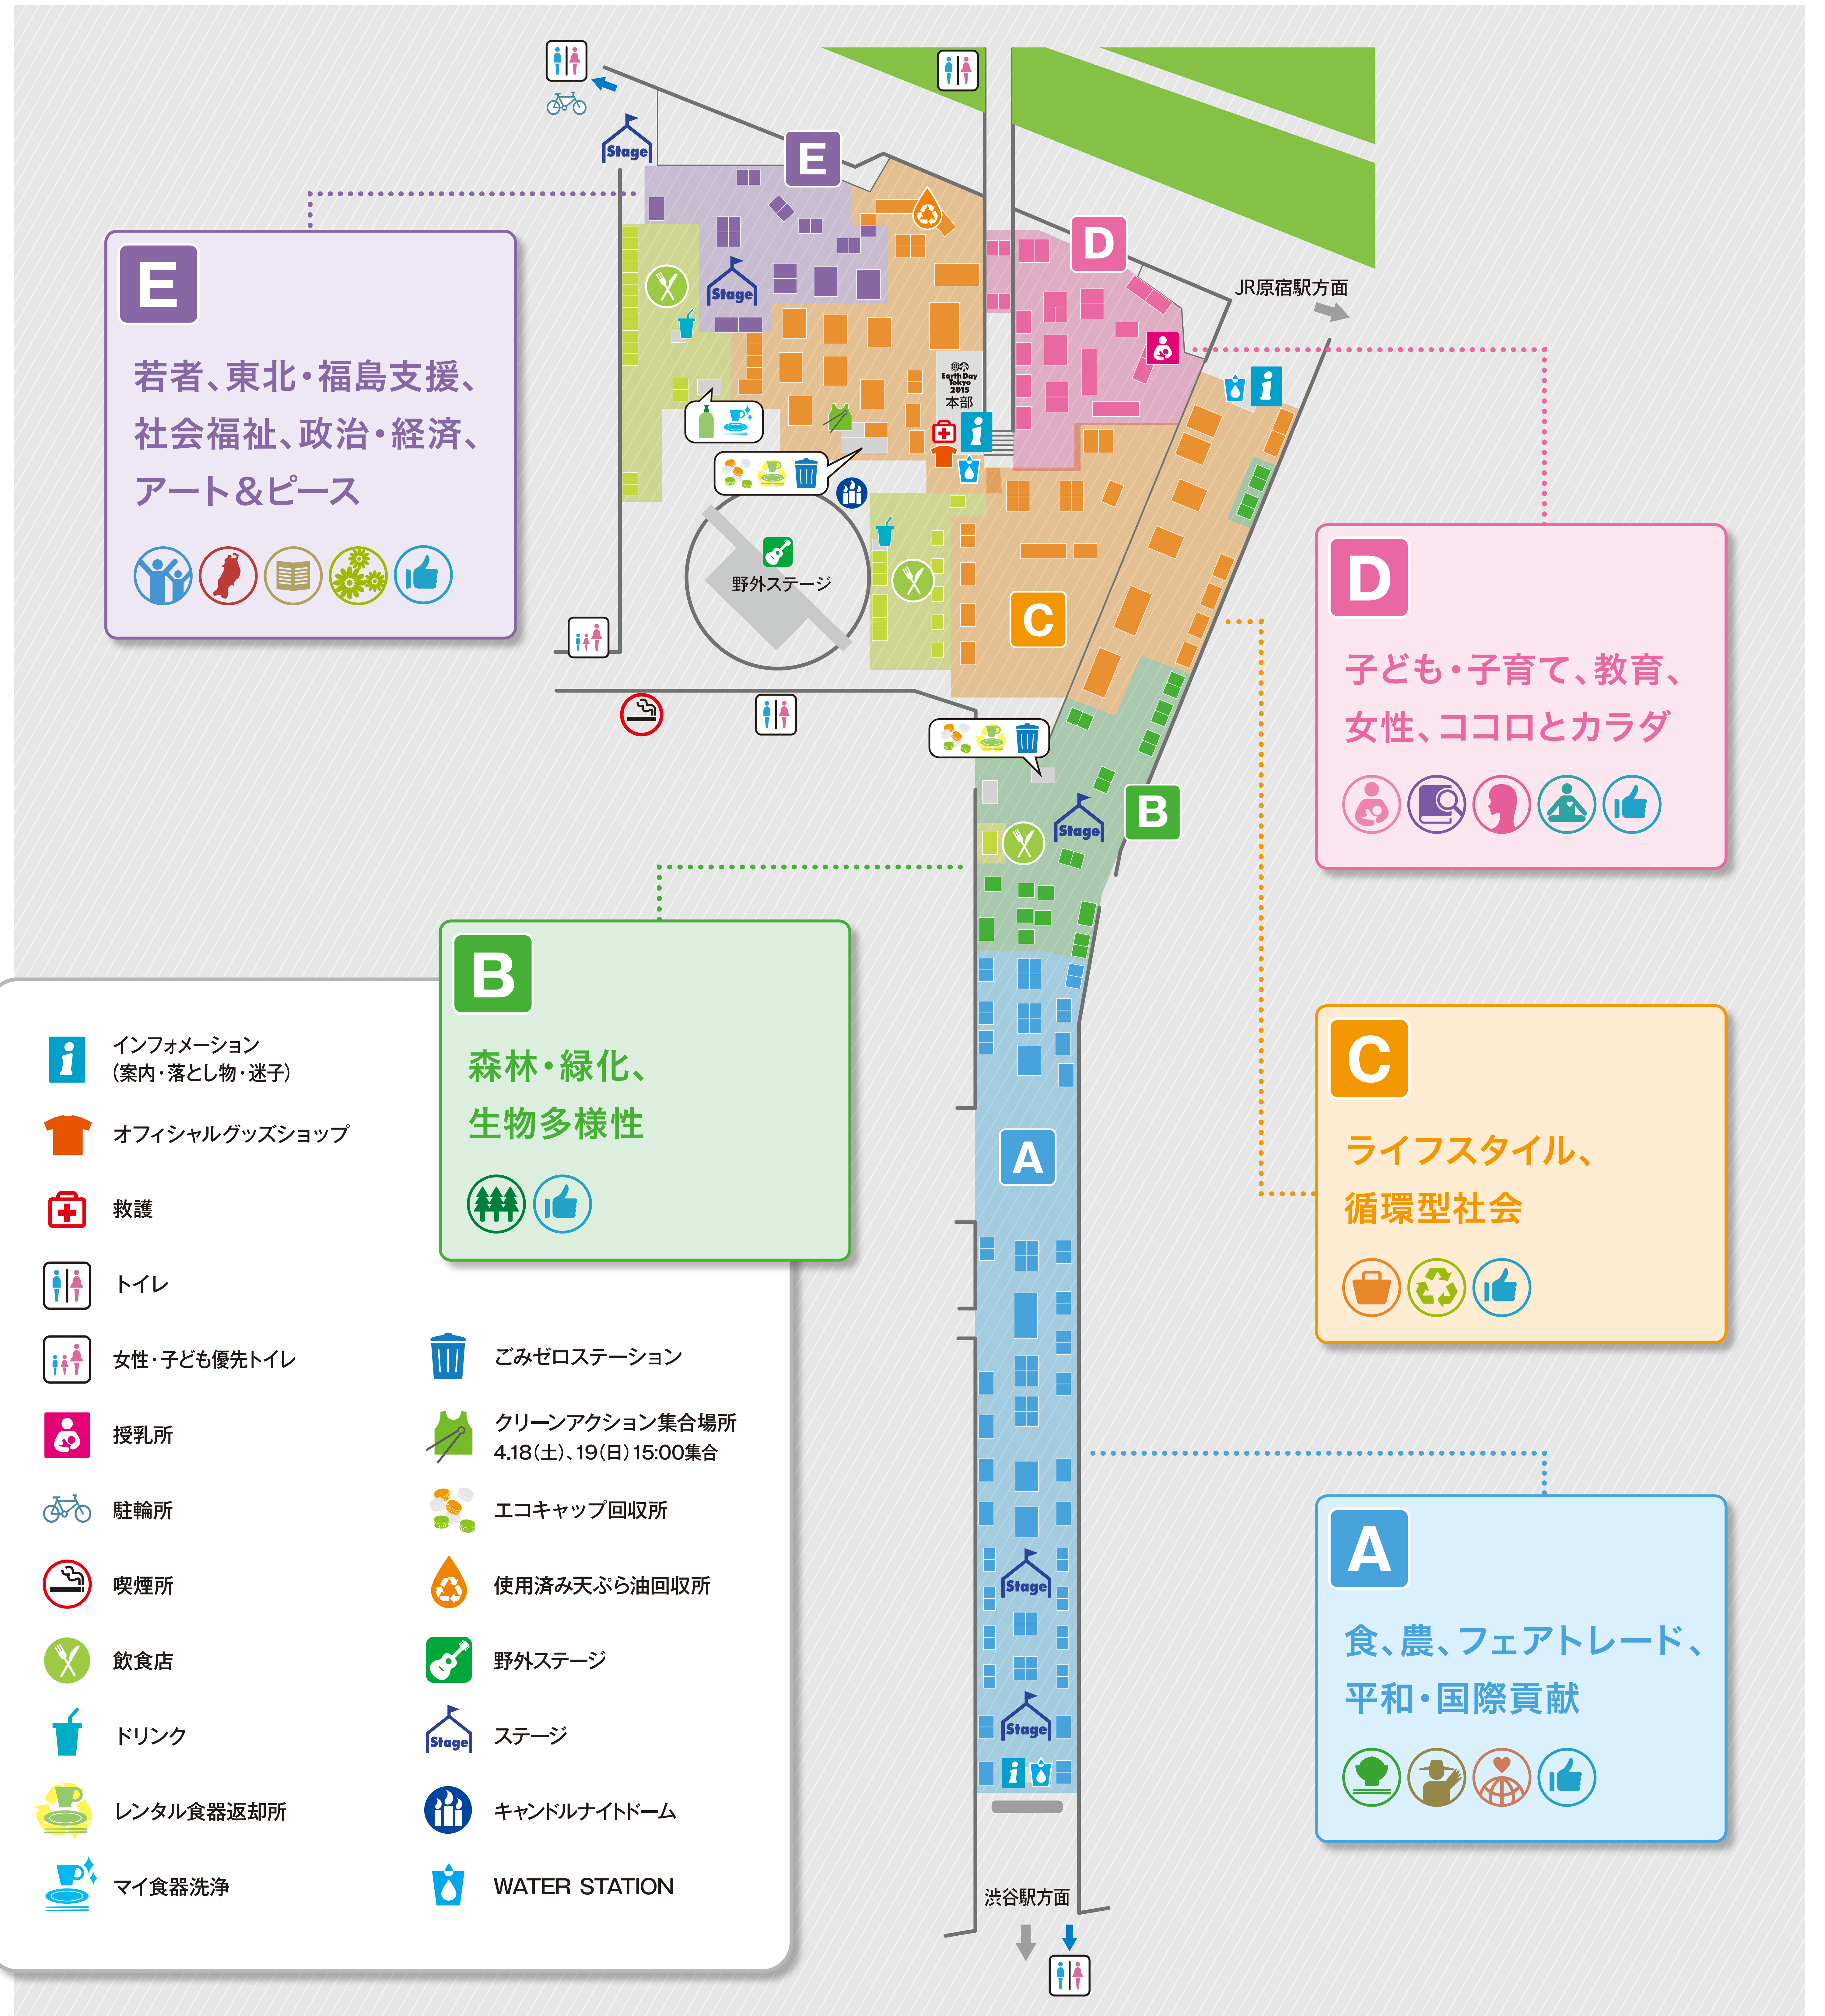 Stage
E
D
JR原宿駅方面
E
若者、東北・福島支援、
社会福祉、政治・経済、
アート＆ピース
Stage
Earth Day
Tokyo
2015
本部
i
i
野外ステージ
C
D
子ども・子育て、教育、
女性、ココロとカラダ
Stage
B
B
森林・緑化、
生物多様性
A
C
ライフスタイル、
循環型社会
Stage
Stage
i
渋谷駅方面
A
食、農、フェアトレード、
平和・国際貢献
i
インフォメーション
(案内・落とし物・迷子)
オフィシャルグッズショップ
救護
トイレ
女性・子ども優先トイレ
授乳所
駐輪所
喫煙所
飲食店
ドリンク
レンタル食器返却所
マイ食器洗浄
ごみゼロステーション
クリーンアクション集合場所
4.18(土)、19(日) 15:00集合
エコキャップ回収所
使用済み天ぷら油回収所
野外ステージ
Stage
ステージ
キャンドルナイトドーム
WATER STATION